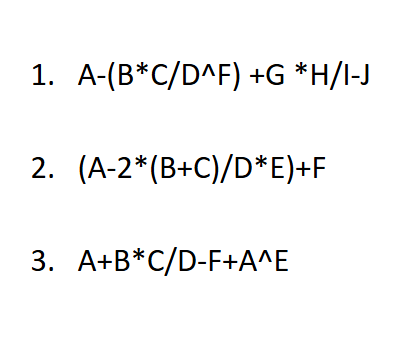 1. A-(B*C/D^F) +G *H/I-J
2. (A-2*(B+C)/D*E)+F
3. A+B*C/D-F+A^E